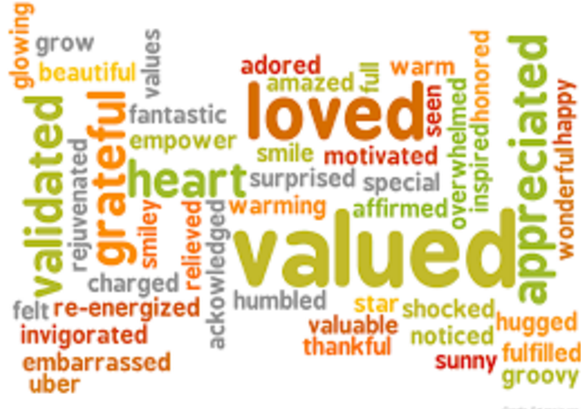 glowing
grow
beautiful
values
adored
amazed
full
warm
honored
appreciated
validated
grateful
fantastic
empower
loved
seen
overwhelmed
inspired
happy
wonderful
rejuvenated
heart
smile
motivated
surprised
special
smiley
relieved
ackowledged
warming
affirmed
valued
charged
humbled
felt
re-energized
star
shocked
hugged
invigorated
valuable
noticed
thankful
embarrassed
sunny
fulfilled
uber
groovy